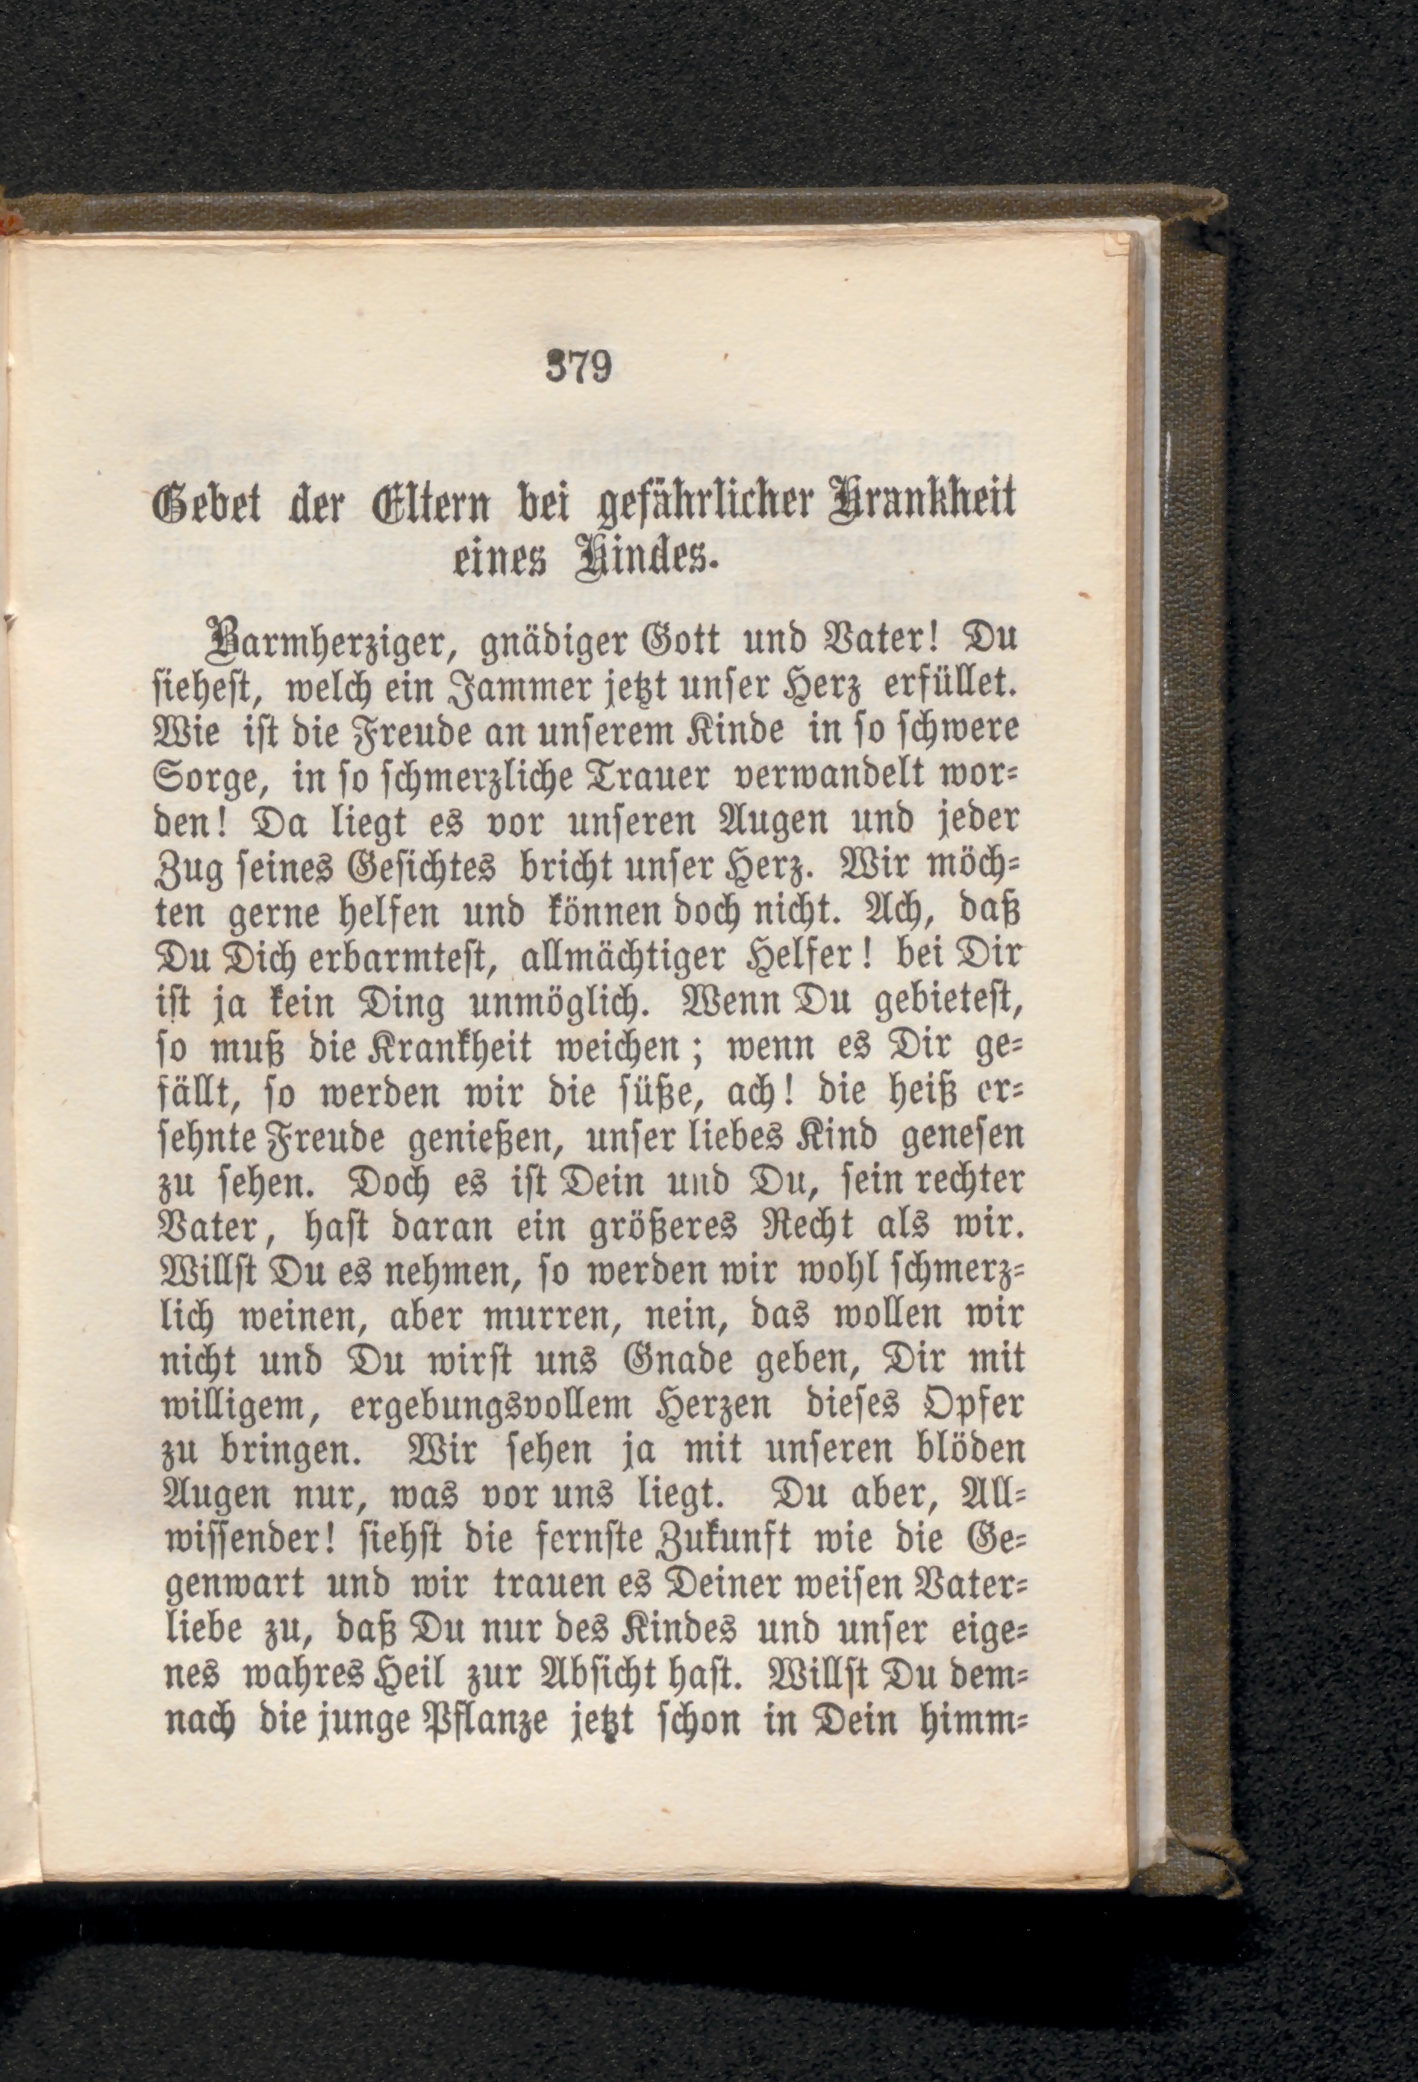 379
Gebet der Eltern bei gefährlicher Krankheit
eines Kindes.
Barmherziger, gnädiger Gott und Vater! Du
siehest, welch ein Jammer jetzt unser Herz erfüllet.
Wie ist die Freude an unserem Kinde in so schwere
Sorge, in so schmerzliche Trauer verwandelt wor-
den! Da liegt es vor unseren Augen und jeder
Zug seines Gesichtes bricht unser Herz. Wir möch-
ten gerne helfen und können doch nicht. Ach, daß
Du Dich erbarmtest, allmächtiger Helfer! bei Dir
ist ja kein Ding unmöglich. Wenn Du gebietest,
so muß die Krankheit weichen; wenn es Dir ge-
fällt, so werden wir die süße, ach! die heiß er-
sehnte Freude genießen, unser liebes Kind genesen
zu sehen. Doch es ist Dein und Du, sein rechter
Vater, hast daran ein größeres Recht als wir.
Willst Du es nehmen, so werden wir wohl schmerz-
lich weinen, aber murren, nein, das wollen wir
nicht und Du wirst uns Gnade geben, Dir mit
willigem, ergebungsvollem Herzen dieses Opfer
zu bringen. Wir sehen ja mit unseren blöden
Augen nur, was vor uns liegt. Du aber, All-
wissender! siehst die fernste Zukunft wie die Ge-
genwart und wir trauen es Deiner weisen Vater-
liebe zu, daß Du nur des Kindes und unser eige-
nes wahres Heil zur Absicht hast. Willst Du dem-
nach die junge Pflanze jetzt schon in Dein himm-